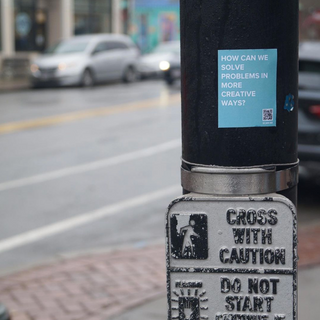 HOW CAN WE
SOLVE
PROBLEMS IN
MORE
CREATIVE
WAYS?
CROSS
WITH
CAUTION
DO NOT
START